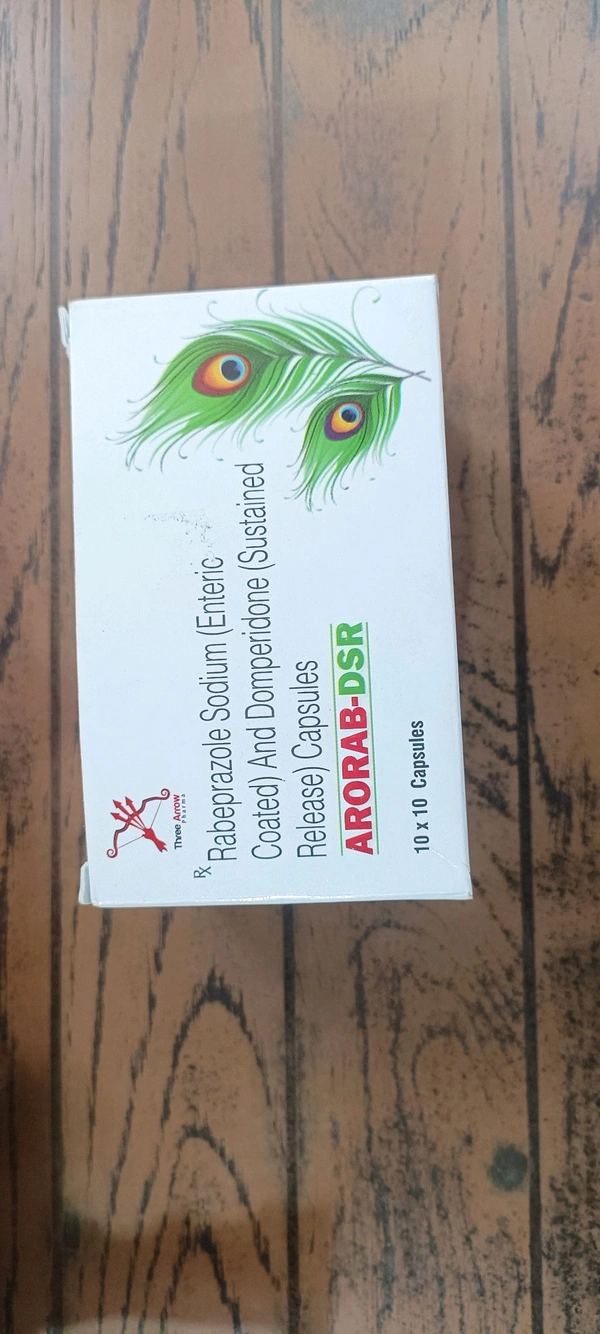 Three Arrow
Pharma
Rx
Rabeprazole Sodium (Enteric
Coated) And Domperidone (Sustained
Release) Capsules
ARORAB-DSR
10 x 10 Capsules